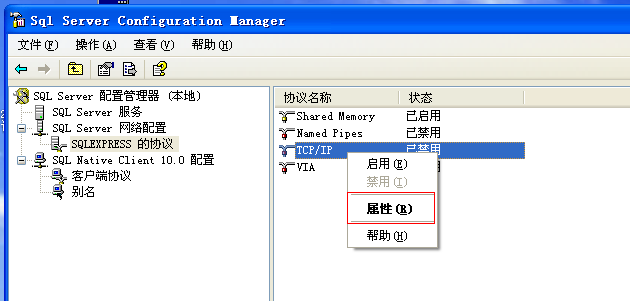 Sql Server Configuration Manager
文件(F) 操作(A) 查看(V) 帮助(H)
SQL Server 配置管理器 (本地)
SQL Server 服务
SQL Server 网络配置
SQLEXPRESS 的协议
SQL Native Client 10.0 配置
客户端协议
别名
协议名称 状态
Shared Memory 已启用
Named Pipes 已禁用
TCP/IP 已禁用
VIA
启用(E)
禁用(I)
属性(R)
帮助(H)